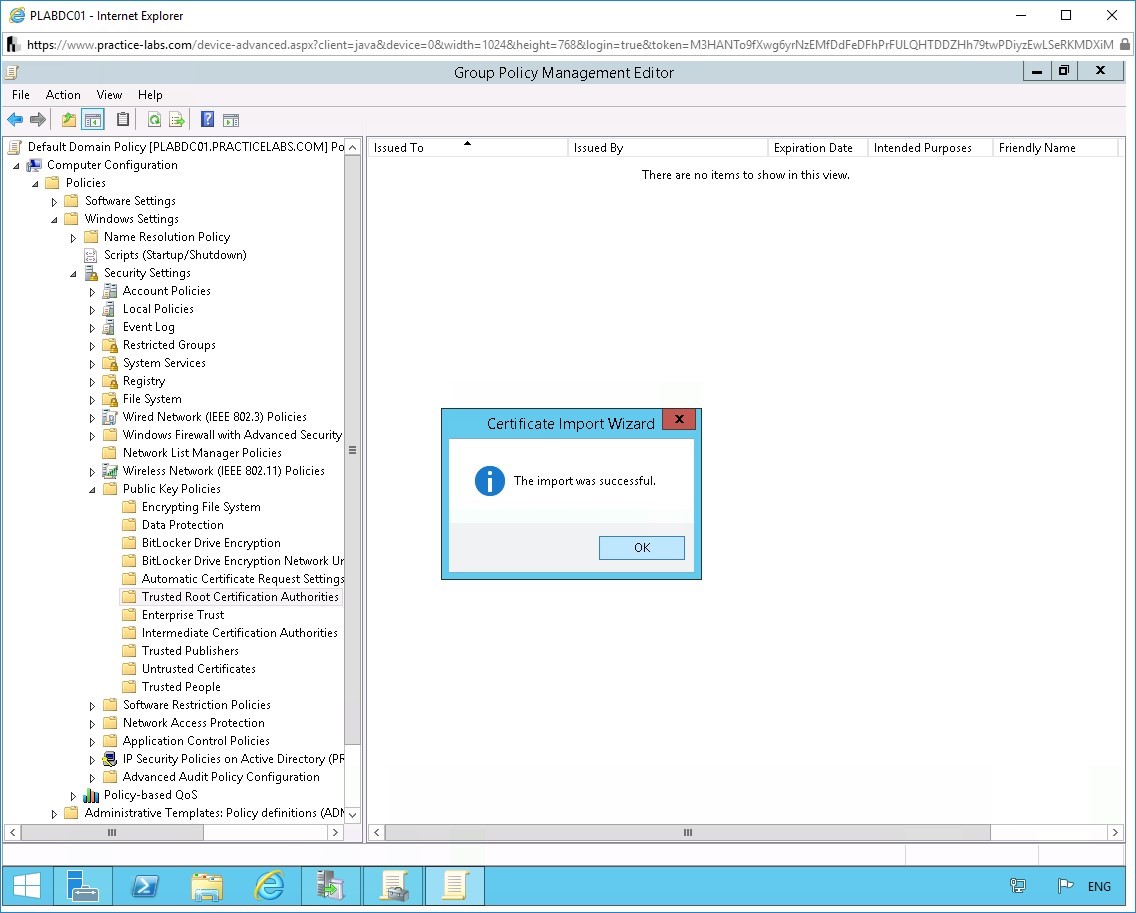 PLABDC01 - Internet Explorer
https://www.practice-labs.com/device-advanced.aspx?client=java&device=0&width=1024&height=768&login=true&token=M3HANTo9fXwg6yrNzEMfDdFeDFhPrFULQHTDDZHh79twPDiyzEwLSeRKMDXiM
Group Policy Management Editor
File Action View Help
Default Domain Policy [PLABDC01.PRACTICELABS.COM] Po
Computer Configuration
Policies
Software Settings
Windows Settings
Name Resolution Policy
Scripts (Startup/Shutdown)
Security Settings
Account Policies
Local Policies
Event Log
Restricted Groups
System Services
Registry
File System
Wired Network (IEEE 802.3) Policies
Windows Firewall with Advanced Security
Network List Manager Policies
Wireless Network (IEEE 802.11) Policies
Public Key Policies
Encrypting File System
Data Protection
BitLocker Drive Encryption
BitLocker Drive Encryption Network Un
Automatic Certificate Request Settings
Trusted Root Certification Authorities
Enterprise Trust
Intermediate Certification Authorities
Trusted Publishers
Untrusted Certificates
Trusted People
Software Restriction Policies
Network Access Protection
Application Control Policies
IP Security Policies on Active Directory (PR
Advanced Audit Policy Configuration
Policy-based QoS
Administrative Templates: Policy definitions (ADM
Issued To Issued By Expiration Date Intended Purposes Friendly Name
There are no items to show in this view.
Certificate Import Wizard
The import was successful.
OK
ENG